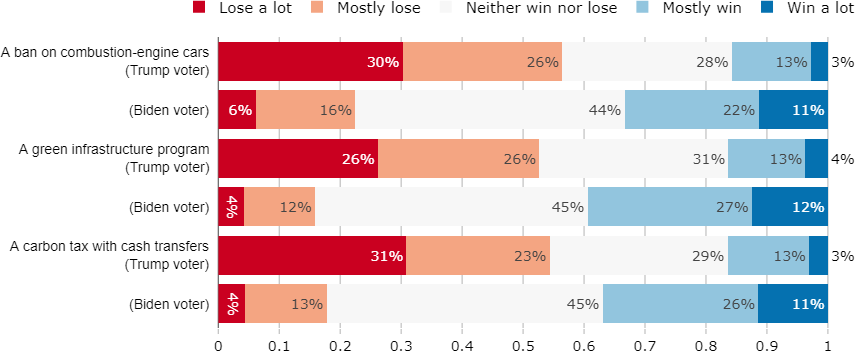 Lose a lot Mostly lose Neither win nor lose Mostly win Win a lot
A ban on combustion-engine cars
(Trump voter)
30% 26% 28% 13% 3%
(Biden voter)
6% 16% 44% 22% 11%
A green infrastructure program
(Trump voter)
26% 26% 31% 13% 4%
(Biden voter)
4% 12% 45% 27% 12%
A carbon tax with cash transfers
(Trump voter)
31% 23% 29% 13% 3%
(Biden voter)
4% 13% 45% 26% 11%
0 0.1 0.2 0.3 0.4 0.5 0.6 0.7 0.8 0.9 1